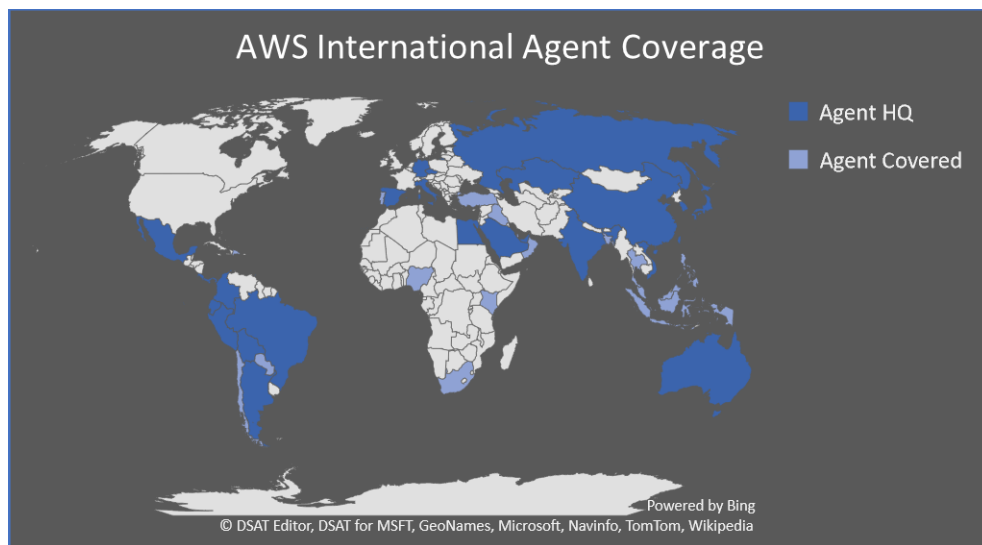 AWS International Agent Coverage
Agent HQ
Agent Covered
Powered by Bing
© DSAT Editor, DSAT for MSFT, GeoNames, Microsoft, Navinfo, TomTom, Wikipedia